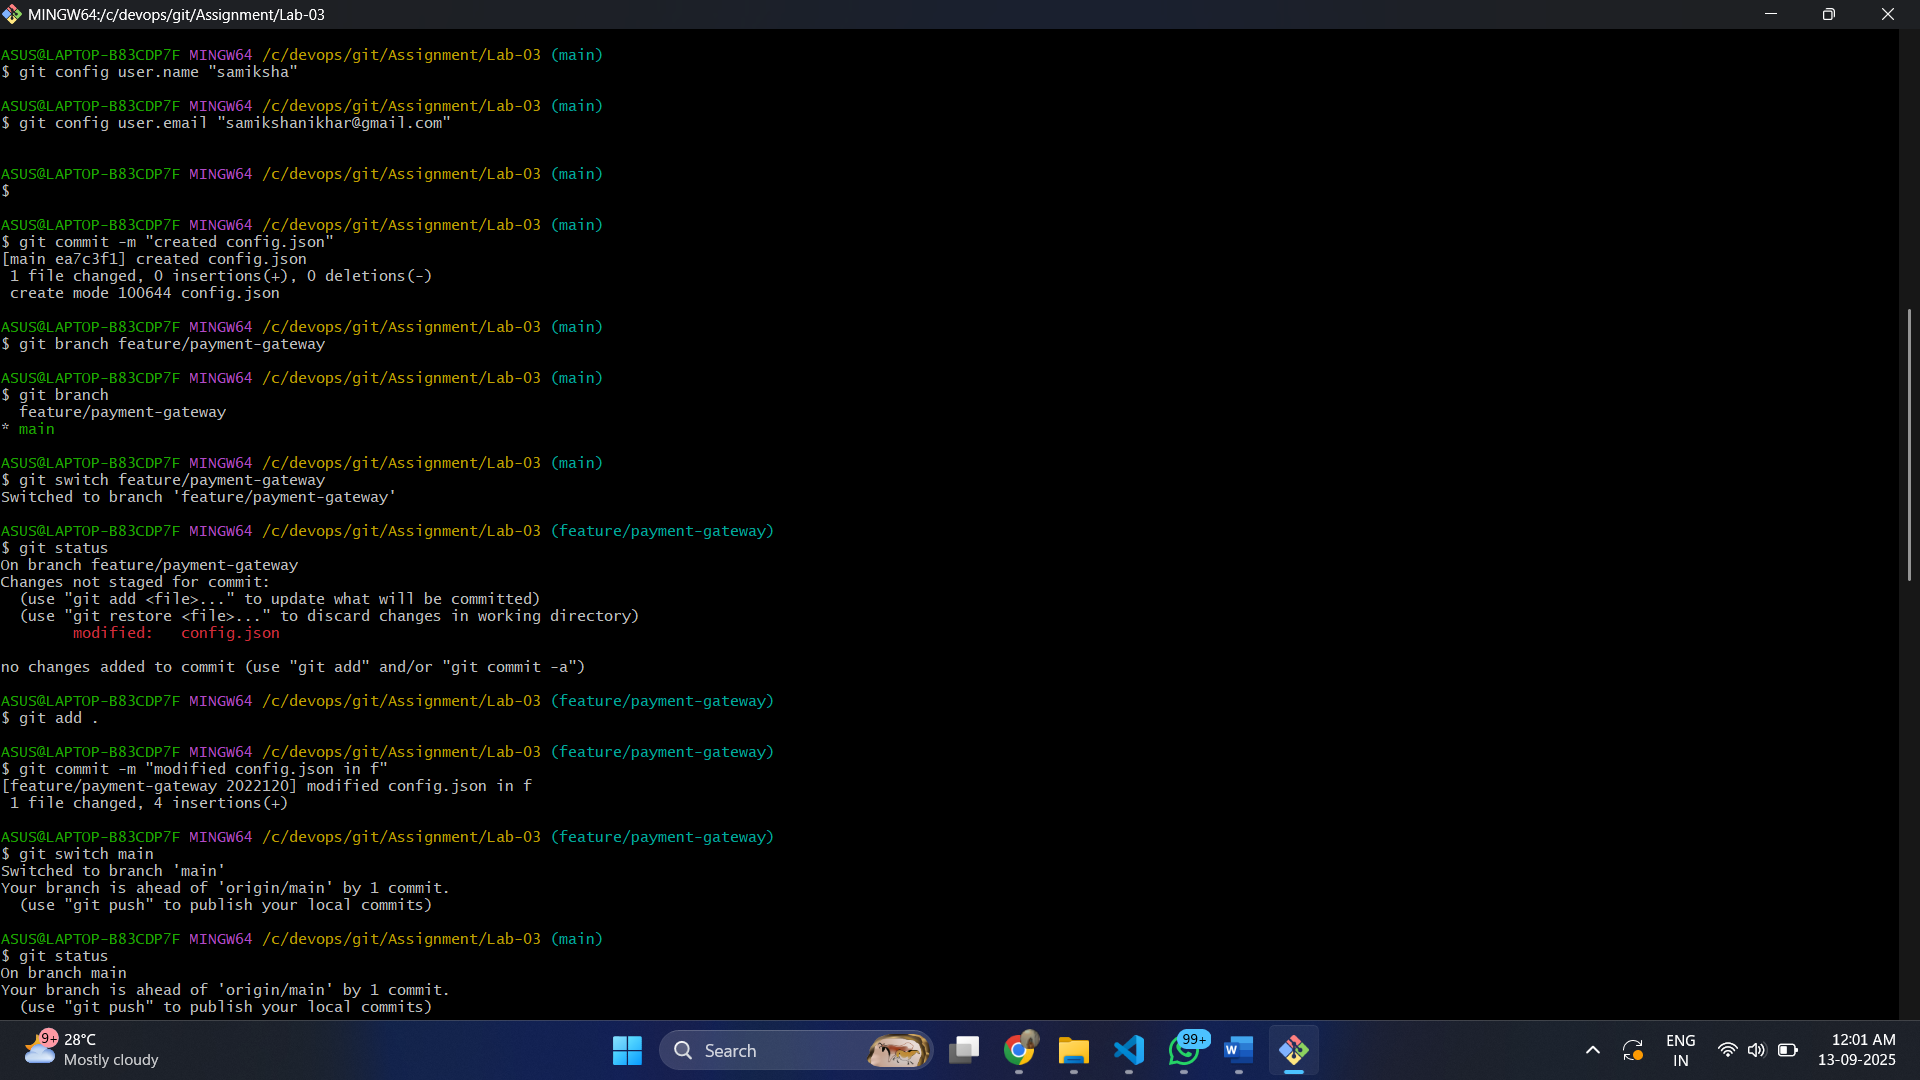 MINGW64:/c/devops/git/Assignment/Lab-03
ASUS@LAPTOP-B83CDP7F MINGW64 /c/devops/git/Assignment/Lab-03 (main)
$ git config user.name "samiksha"
ASUS@LAPTOP-B83CDP7F MINGW64 /c/devops/git/Assignment/Lab-03 (main)
$ git config user.email "samikshanikhar@gmail.com"
ASUS@LAPTOP-B83CDP7F MINGW64 /c/devops/git/Assignment/Lab-03 (main)
$
ASUS@LAPTOP-B83CDP7F MINGW64 /c/devops/git/Assignment/Lab-03 (main)
$ git commit -m "created config.json"
[main ea7c3f1] created config.json
 1 file changed, 0 insertions(+), 0 deletions(-)
 create mode 100644 config.json
ASUS@LAPTOP-B83CDP7F MINGW64 /c/devops/git/Assignment/Lab-03 (main)
$ git branch feature/payment-gateway
ASUS@LAPTOP-B83CDP7F MINGW64 /c/devops/git/Assignment/Lab-03 (main)
$ git branch
  feature/payment-gateway
* main
ASUS@LAPTOP-B83CDP7F MINGW64 /c/devops/git/Assignment/Lab-03 (main)
$ git switch feature/payment-gateway
Switched to branch 'feature/payment-gateway'
ASUS@LAPTOP-B83CDP7F MINGW64 /c/devops/git/Assignment/Lab-03 (feature/payment-gateway)
$ git status
On branch feature/payment-gateway
Changes not staged for commit:
  (use "git add <file>..." to update what will be committed)
  (use "git restore <file>..." to discard changes in working directory)
        modified:   config.json
no changes added to commit (use "git add" and/or "git commit -a")
ASUS@LAPTOP-B83CDP7F MINGW64 /c/devops/git/Assignment/Lab-03 (feature/payment-gateway)
$ git add .
ASUS@LAPTOP-B83CDP7F MINGW64 /c/devops/git/Assignment/Lab-03 (feature/payment-gateway)
$ git commit -m "modified config.json in f"
[feature/payment-gateway 2022120] modified config.json in f
 1 file changed, 4 insertions(+)
ASUS@LAPTOP-B83CDP7F MINGW64 /c/devops/git/Assignment/Lab-03 (feature/payment-gateway)
$ git switch main
Switched to branch 'main'
Your branch is ahead of 'origin/main' by 1 commit.
  (use "git push" to publish your local commits)
ASUS@LAPTOP-B83CDP7F MINGW64 /c/devops/git/Assignment/Lab-03 (main)
$ git status
On branch main
Your branch is ahead of 'origin/main' by 1 commit.
  (use "git push" to publish your local commits)
9+
28°C
Mostly cloudy
Search
99+
W
ENG
IN
12:01 AM
13-09-2025